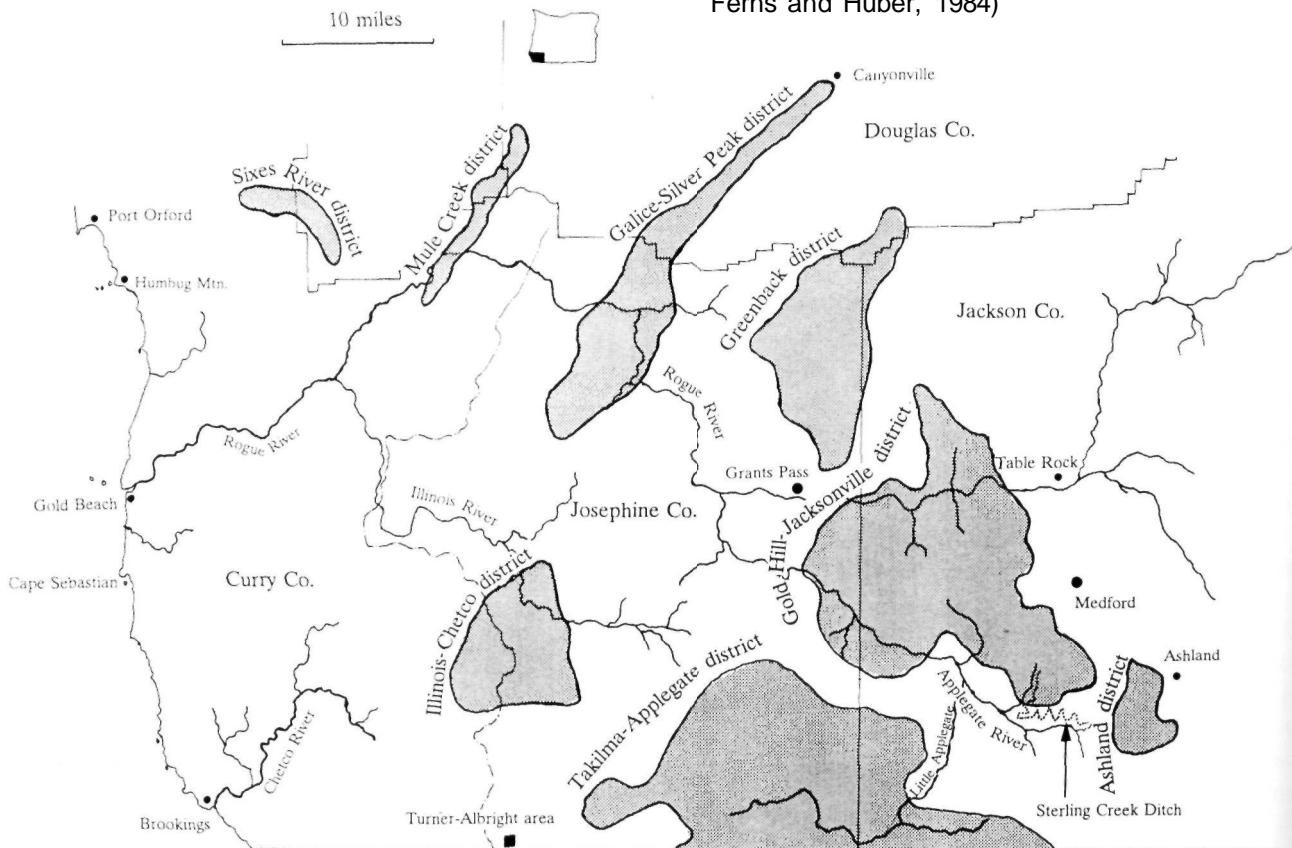 Ferns and Huber, 1984)
10 miles
Canyonville
Douglas Co.
Galice-Silver Peak district
Mule Creek district
Sixes River district
Port Orford
Humbug Mtn.
Greenback district
Jackson Co.
Rogue River
Rogue River
Gold Hill-Jacksonville district
Grants Pass
Table Rock
Gold Beach
Illinois River
Josephine Co.
Cape Sebastian
Curry Co.
Illinois-Chetco district
Medford
Takilma-Applegate district
Ashland
Ashland district
Applegate River
Little Applegate
Chetco River
Sterling Creek Ditch
Brookings
Turner-Albright area